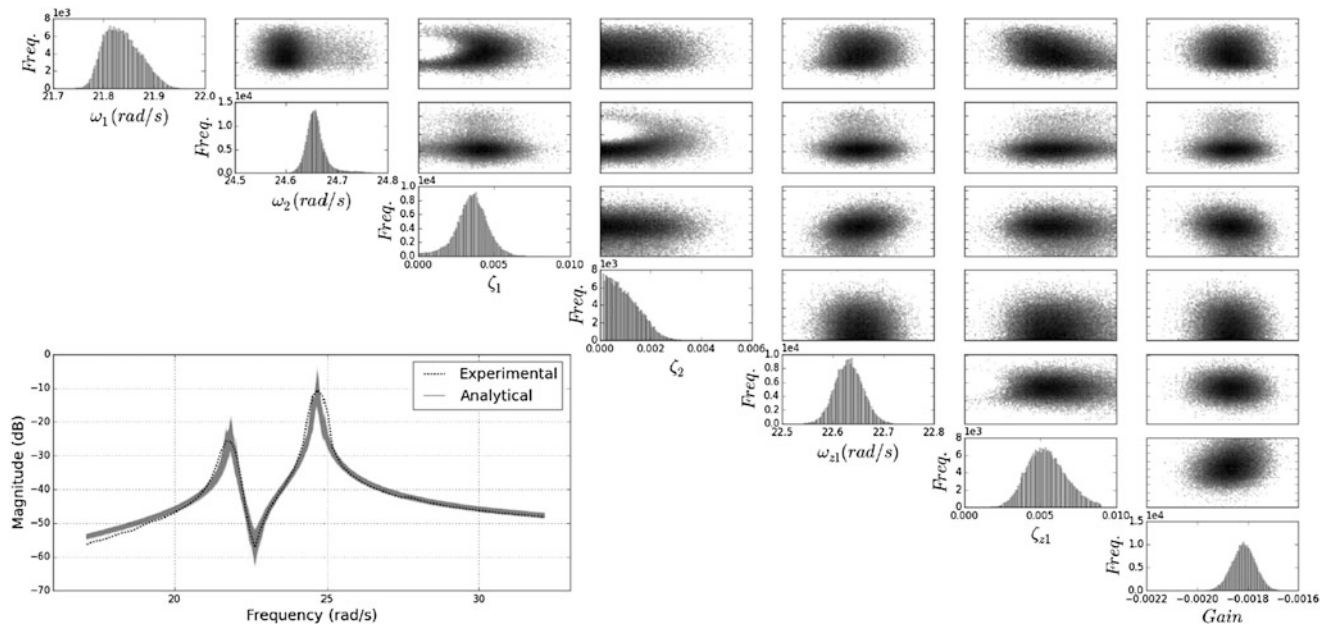 8 1e3
6
4
2
0
Freq.
21.7 21.8 21.9 22.0
ω₁(rad/s)
1.5 1e4
1.0
0.5
0.0
Freq.
24.5 24.6 24.7 24.8
ω₂(rad/s)
1.0 1e4
0.8
0.6
0.4
0.2
0.0
Freq.
0.000 0.005 0.010
ζ₁
8 1e3
6
4
2
0
Freq.
0.000 0.002 0.004 0.006
ζ₂
1.0 1e4
0.8
0.6
0.4
0.2
0.0
Freq.
22.5 22.6 22.7 22.8
ω_z1(rad/s)
8 1e3
6
4
2
0
Freq.
0.000 0.005 0.010
ζ_z1
1.5 1e4
1.0
0.5
0.0
Freq.
−0.0022 −0.0020 −0.0018 −0.0016
Gain
0
−10
−20
−30
−40
−50
−60
−70
Magnitude (dB)
Experimental
Analytical
20 25 30
Frequency (rad/s)